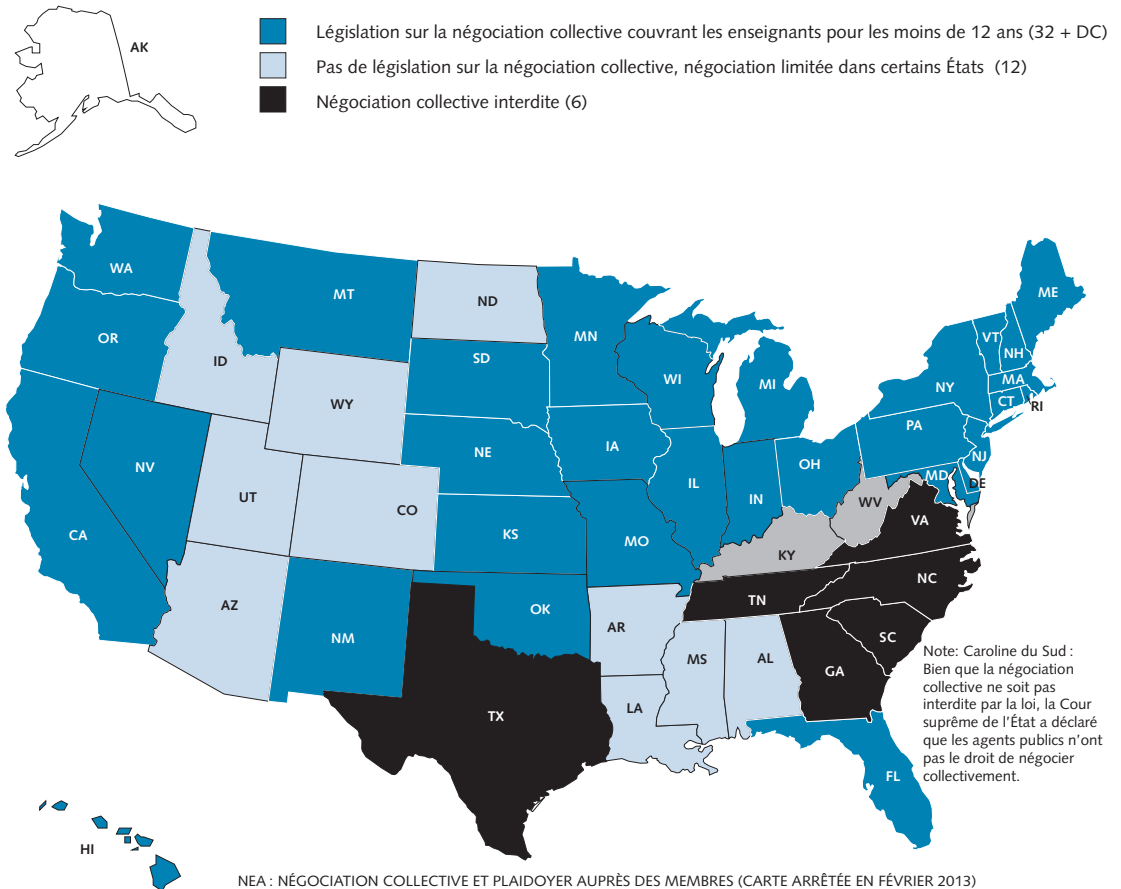 AK
Législation sur la négociation collective couvrant les enseignants pour les moins de 12 ans (32 + DC)
Pas de législation sur la négociation collective, négociation limitée dans certains États (12)
Négociation collective interdite (6)
WA
MT
ND
MN
ME
OR
ID
SD
WI
MI
VT
NH
NY
MA
CT
RI
WY
NV
UT
CO
NE
IA
IL
IN
OH
PA
NJ
MD
DE
WV
VA
CA
KS
MO
KY
AZ
NM
OK
AR
TN
NC
SC
MS
AL
GA
LA
TX
FL
HI
Note: Caroline du Sud :
Bien que la négociation
collective ne soit pas
interdite par la loi, la Cour
suprême de l'État a déclaré
que les agents publics n'ont
pas le droit de négocier
collectivement.
NEA : NÉGOCIATION COLLECTIVE ET PLAIDOYER AUPRÈS DES MEMBRES (CARTE ARRÊTÉE EN FÉVRIER 2013)